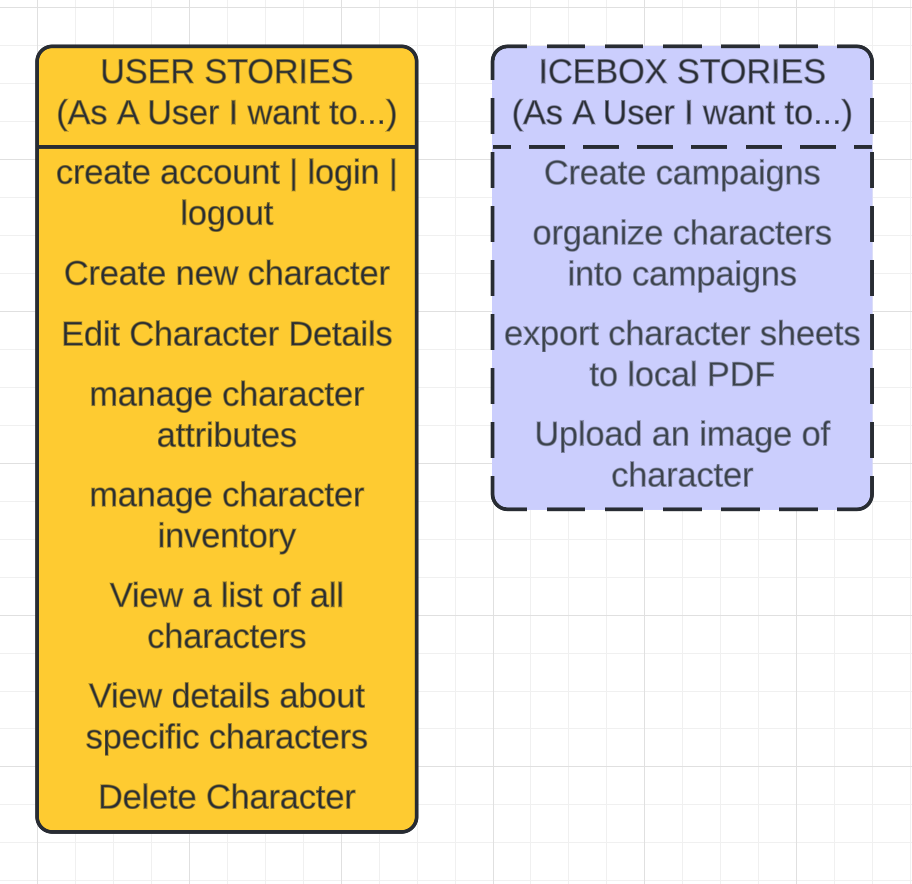 USER STORIES
(As A User I want to...)
create account | login |
logout
Create new character
Edit Character Details
manage character
attributes
manage character
inventory
View a list of all
characters
View details about
specific characters
Delete Character
ICEBOX STORIES
(As A User I want to...)
Create campaigns
organize characters
into campaigns
export character sheets
to local PDF
Upload an image of
character